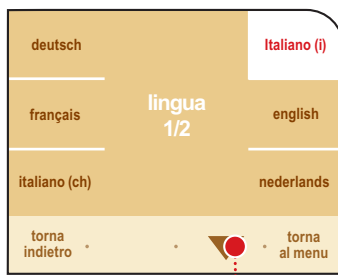 deutsch
Italiano (i)
français
lingua
1/2
english
italiano (ch)
nederlands
torna
indietro
torna
al menu